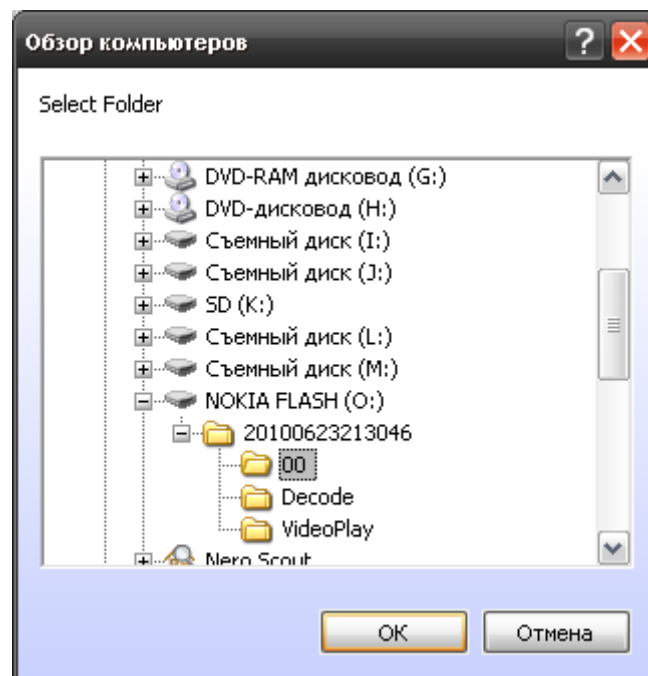 Обзор компьютеров
Select Folder
DVD-RAM дисковод (G:)
DVD-дисковод (H:)
Съемный диск (I:)
Съемный диск (J:)
SD (K:)
Съемный диск (L:)
Съемный диск (M:)
NOKIA FLASH (O:)
20100623213046
00
Decode
VideoPlay
Nero Scout
OK
Отмена